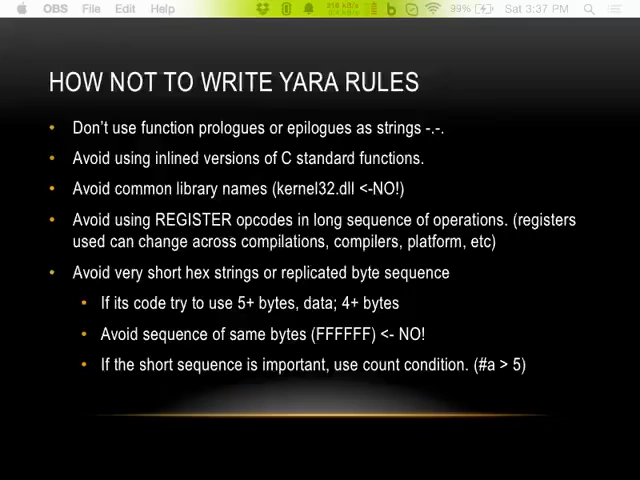 OBS File Edit Help 99% Sat 3:37 PM
HOW NOT TO WRITE YARA RULES
• Don't use function prologues or epilogues as strings -.-.
• Avoid using inlined versions of C standard functions.
• Avoid common library names (kernel32.dll <-NO!)
• Avoid using REGISTER opcodes in long sequence of operations. (registers
used can change across compilations, compilers, platform, etc)
• Avoid very short hex strings or replicated byte sequence
• If its code try to use 5+ bytes, data; 4+ bytes
• Avoid sequence of same bytes (FFFFFF) <- NO!
• If the short sequence is important, use count condition. (#a > 5)